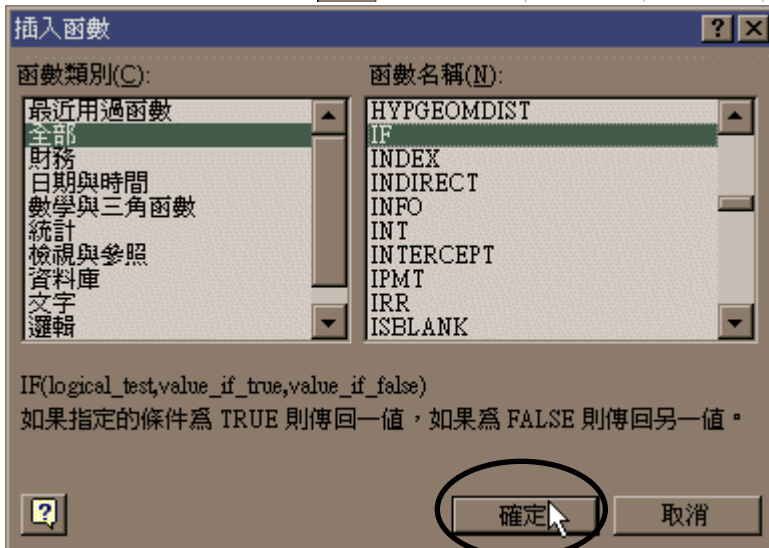 插入函數
函數類別(C):
最近用過函數
全部
財務
日期與時間
數學與三角函數
統計
檢視與參照
資料庫
文字
邏輯
函數名稱(N):
HYPGEOMDIST
IF
INDEX
INDIRECT
INFO
INT
INTERCEPT
IPMT
IRR
ISBLANK
IF(logical_test,value_if_true,value_if_false)
如果指定的條件為 TRUE 則傳回一值，如果為 FALSE 則傳回另一值。
確定
取消